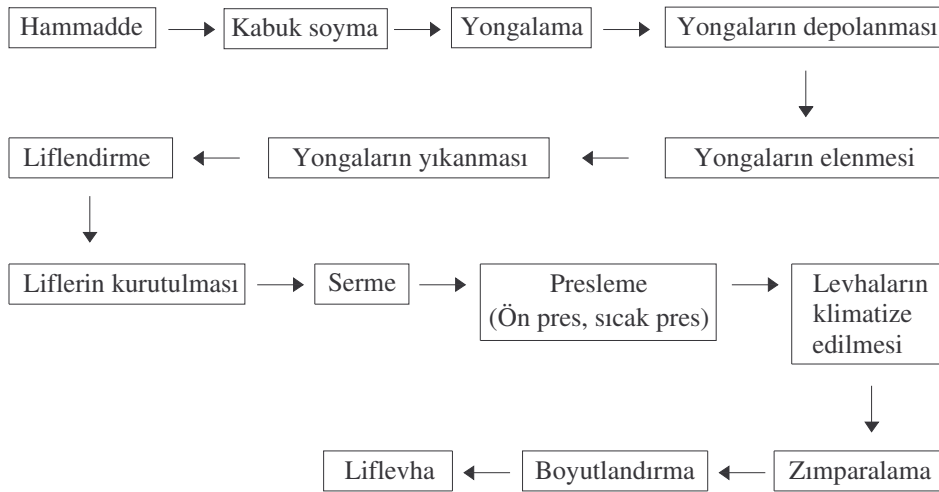 Hammadde
Kabuk soyma
Yongalama
Yongaların depolanması
Yongaların elenmesi
Yongaların yıkanması
Liflendirme
Liflerin kurutulması
Serme
Presleme
(Ön pres, sıcak pres)
Levhaların
klimatize
edilmesi
Zımparalama
Boyutlandırma
Liflevha